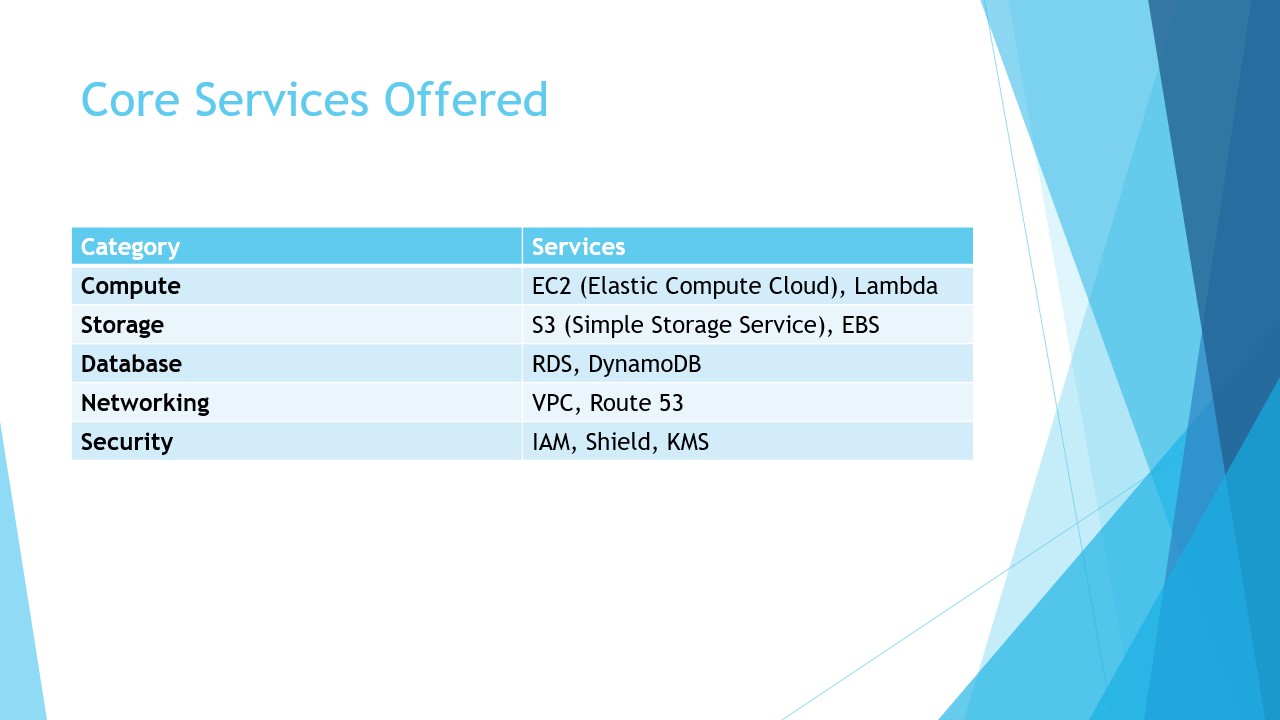 Core Services Offered
Category Services
Compute EC2 (Elastic Compute Cloud), Lambda
Storage S3 (Simple Storage Service), EBS
Database RDS, DynamoDB
Networking VPC, Route 53
Security IAM, Shield, KMS